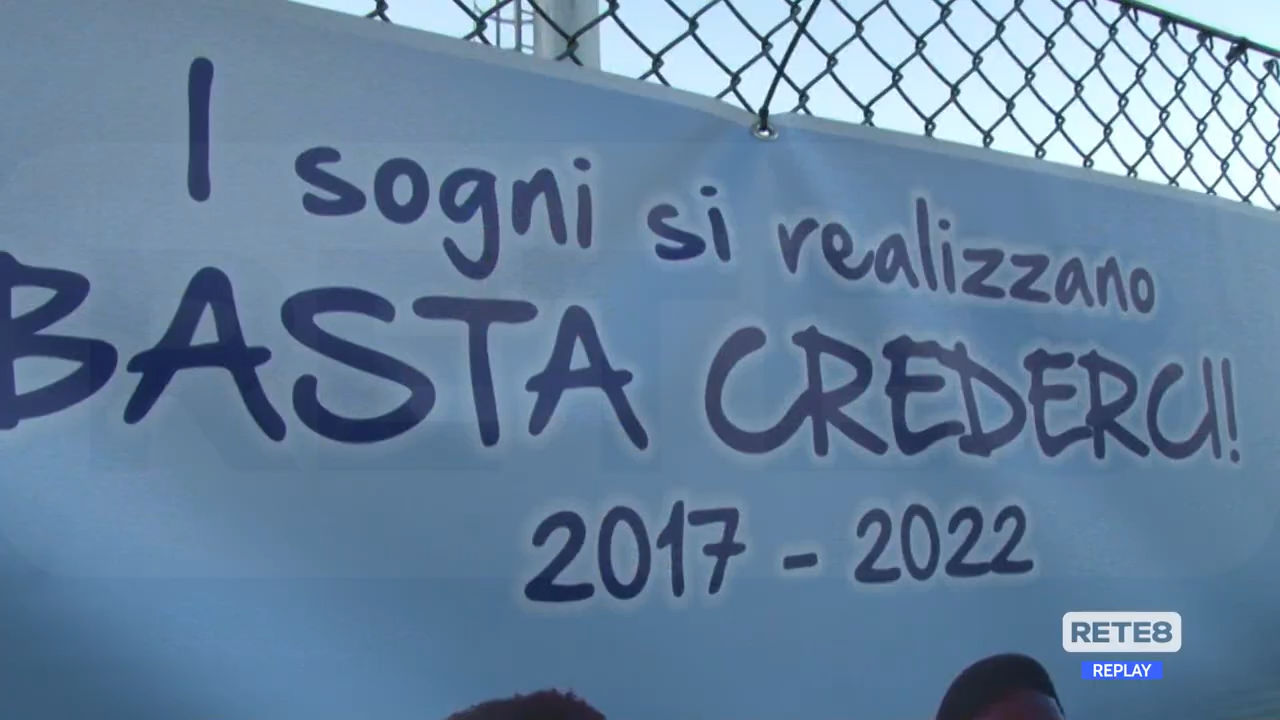 I sogni si realizzano
BASTA CREDERCI!
2017 - 2022
RETE8
REPLAY